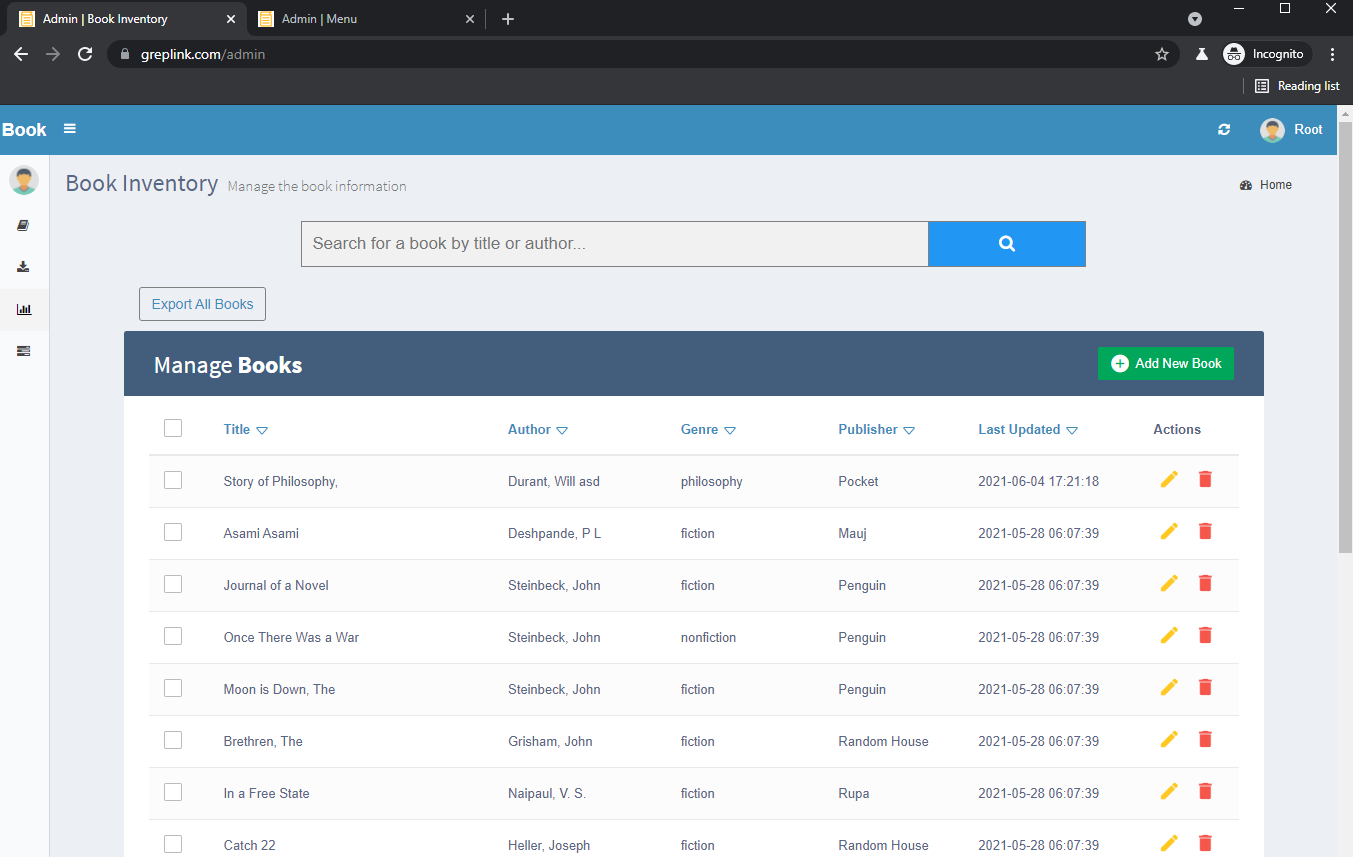 Admin | Book Inventory
Admin | Menu
greplink.com/admin
Incognito
Reading list
Book
Root
Book Inventory Manage the book information
Home
Search for a book by title or author...
Export All Books
Manage Books
Add New Book
Title Author Genre Publisher Last Updated Actions
Story of Philosophy, Durant, Will asd philosophy Pocket 2021-06-04 17:21:18
Asami Asami Deshpande, P L fiction Mauj 2021-05-28 06:07:39
Journal of a Novel Steinbeck, John fiction Penguin 2021-05-28 06:07:39
Once There Was a War Steinbeck, John nonfiction Penguin 2021-05-28 06:07:39
Moon is Down, The Steinbeck, John fiction Penguin 2021-05-28 06:07:39
Brethren, The Grisham, John fiction Random House 2021-05-28 06:07:39
In a Free State Naipaul, V. S. fiction Rupa 2021-05-28 06:07:39
Catch 22 Heller, Joseph fiction Random House 2021-05-28 06:07:39